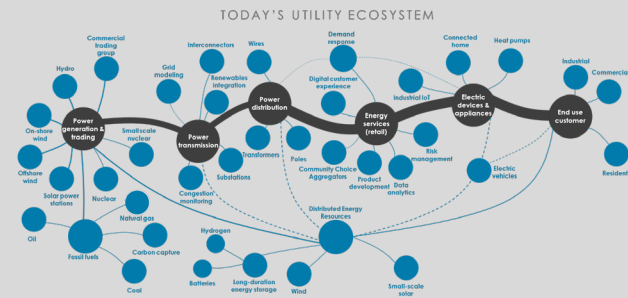 TODAY'S UTILITY ECOSYSTEM
Commercial
trading
group
Hydro
On-shore
wind
Offshore
wind
Solar power
stations
Nuclear
Small-scale
nuclear
Power
generation &
trading
Fossil fuels
Oil
Natural gas
Carbon capture
Coal
Interconnectors
Grid
modeling
Renewables
integration
Power
transmission
Congestion
monitoring
Substations
Wires
Power
distribution
Transformers
Poles
Demand
response
Digital customer
experience
Energy
services
(retail)
Community Choice
Aggregators
Product
development
Data
analytics
Risk
management
Connected
home
Heat pumps
Industrial IoT
Electric
devices &
appliances
Electric
vehicles
Industrial
Commercial
End use
customer
Resident
Distributed Energy
Resources
Hydrogen
Batteries
Long-duration
energy storage
Wind
Small-scale
solar